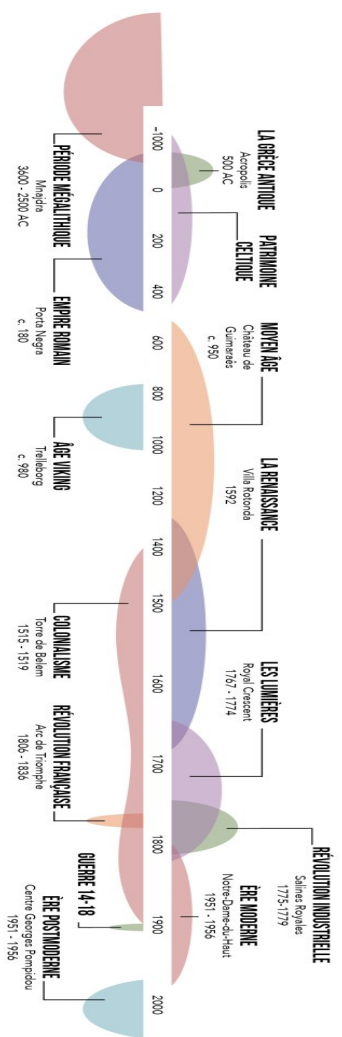 LA GRÈCE ANTIQUE
Acropolis
500 AC
PATRIMOINE
CELTIQUE
MOYEN ÂGE
Château de
Guimaraès
c. 950
LA RENAISSANCE
Villa Rotonda
1592
LES LUMIÈRES
Royal Crescent
1767 - 1774
RÉVOLUTION INDUSTRIELLE
Salines Royales
1775-1779
ÈRE MODERNE
Notre-Dame-du-Haut
1951 - 1956
-1000 0 200 400 600 800 1000 1200 1400 1500 1600 1700 1800 1900 2000
PÉRIODE MÉGALITHIQUE
Mnajdra
3600 - 2500 AC
EMPIRE ROMAIN
Porta Negra
c. 180
ÂGE VIKING
Trelleborg
c. 980
COLONIALISME
Torre de Belem
1515 - 1519
RÉVOLUTION FRANÇAISE
Arc de Triomphe
1806 - 1836
GUERRE 14-18
ÈRE POSTMODERNE
Centre Georges Pompidou
1951 - 1956